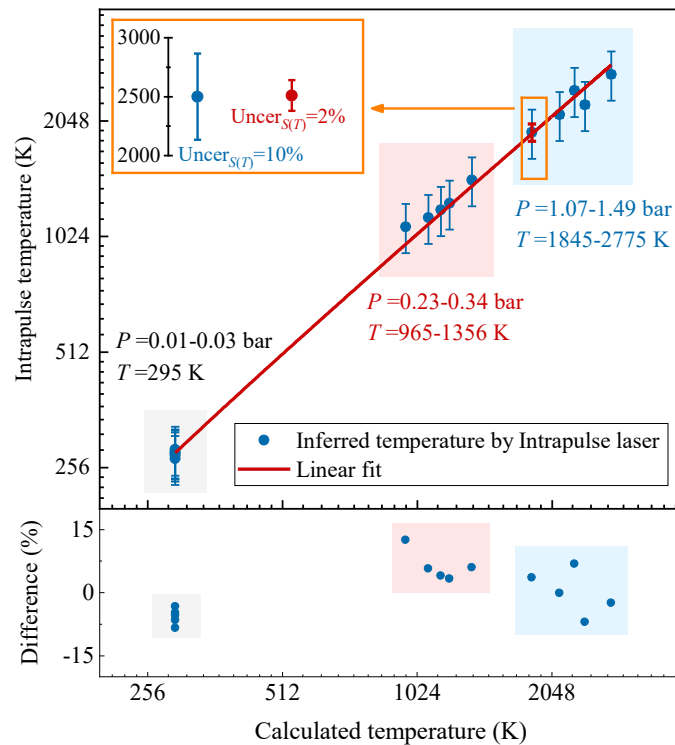 Intrapulse temperature (K)
3000
2500
2000
Uncer_S(T)=2%
Uncer_S(T)=10%
2048
1024
512
256
P =1.07-1.49 bar
T =1845-2775 K
P =0.23-0.34 bar
T =965-1356 K
P =0.01-0.03 bar
T =295 K
Inferred temperature by Intrapulse laser
Linear fit
Difference (%)
15
0
-15
256 512 1024 2048
Calculated temperature (K)